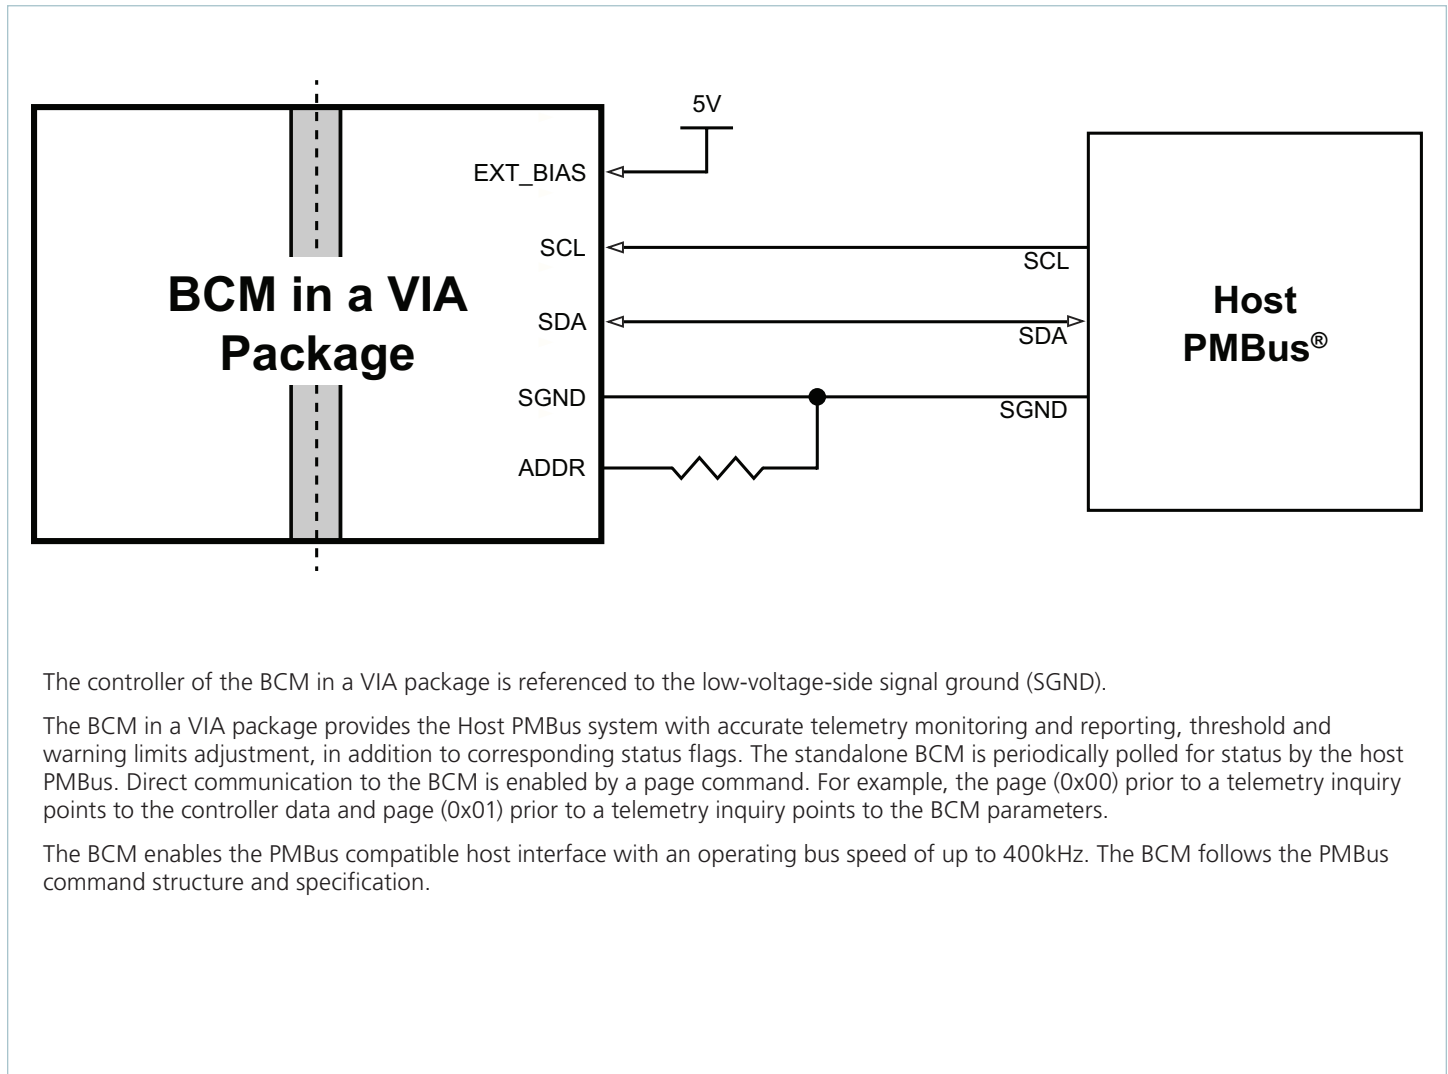 5V
EXT_BIAS
SCL
SCL
BCM in a VIA
Package
Host
PMBus®
SDA
SDA
SGND
SGND
ADDR
The controller of the BCM in a VIA package is referenced to the low-voltage-side signal ground (SGND).
The BCM in a VIA package provides the Host PMBus system with accurate telemetry monitoring and reporting, threshold and
warning limits adjustment, in addition to corresponding status flags. The standalone BCM is periodically polled for status by the host
PMBus. Direct communication to the BCM is enabled by a page command. For example, the page (0x00) prior to a telemetry inquiry
points to the controller data and page (0x01) prior to a telemetry inquiry points to the BCM parameters.
The BCM enables the PMBus compatible host interface with an operating bus speed of up to 400kHz. The BCM follows the PMBus
command structure and specification.